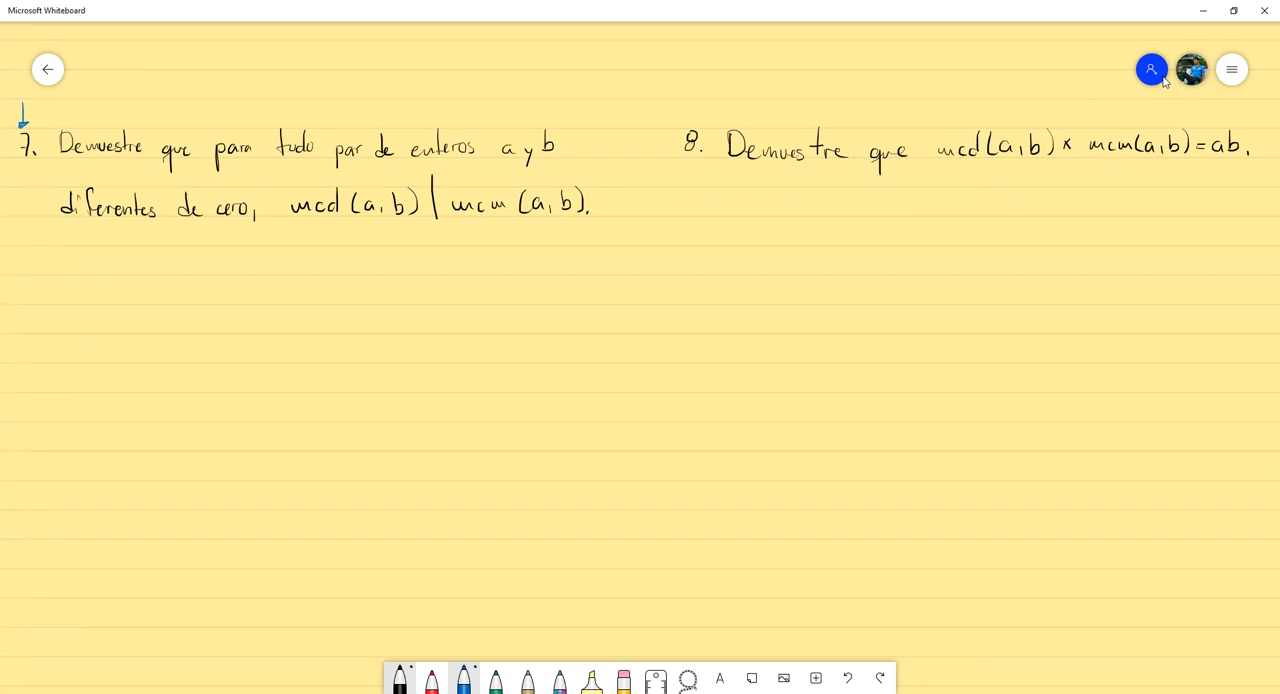 Microsoft Whiteboard
7. Demuestre que para todo par de enteros a y b
diferentes de cero, mcd (a, b) | mcm (a, b).
8. Demuestre que mcd(a, b) × mcm(a, b) = ab.
A